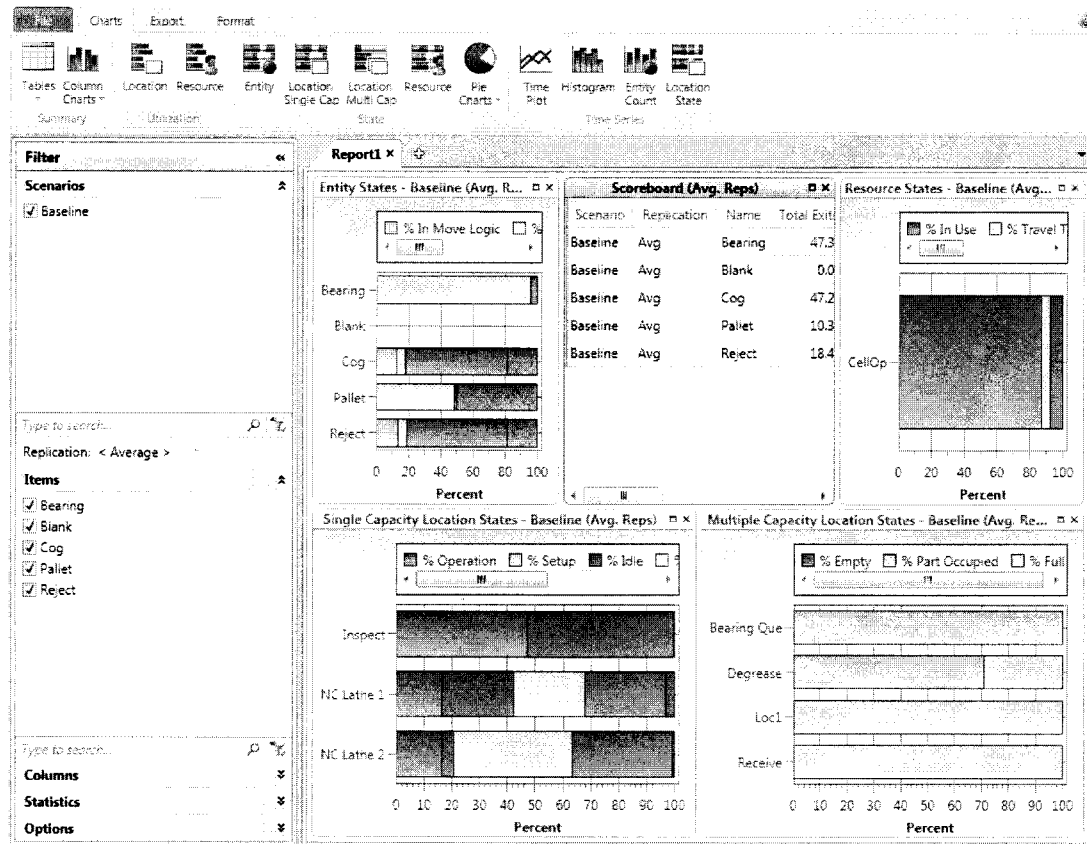 File Charts Export Format
Tables Column Charts Location Resource Entity Location Single Cap Location Multi Cap Resource Pie Charts Time Plot Histogram Entity Count Location State
Summary Utilization State Time Series
Filter «
Report1 ×
Scenarios
Baseline
Type to search...
Replication: < Average >
Items
Bearing
Blank
Cog
Pallet
Reject
Type to search...
Columns
Statistics
Options
Entity States - Baseline (Avg. R...
% In Move Logic %
Bearing
Blank
Cog
Pallet
Reject
0 20 40 60 80 100
Percent
Scoreboard (Avg. Reps)
Scenario Replication Name Total Exit
Baseline Avg Bearing 47.3
Baseline Avg Blank 0.0
Baseline Avg Cog 47.2
Baseline Avg Pallet 10.3
Baseline Avg Reject 18.4
Resource States - Baseline (Avg...
% In Use % Travel T
CellOp
0 20 40 60 80 100
Percent
Single Capacity Location States - Baseline (Avg. Reps)
% Operation % Setup % Idle %
Inspect
NC Lathe 1
NC Lathe 2
0 10 20 30 40 50 60 70 80 90 100
Percent
Multiple Capacity Location States - Baseline (Avg. Re...
% Empty % Part Occupied % Full
Bearing Que
Degrease
Loc1
Receive
0 10 20 30 40 50 60 70 80 90 100
Percent